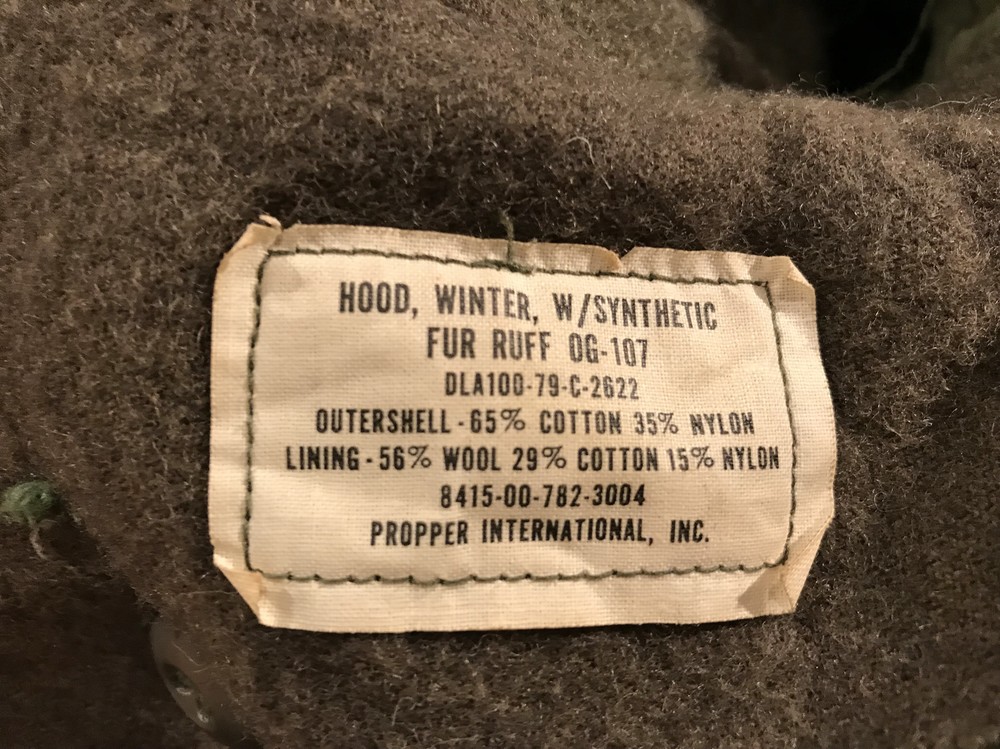 HOOD, WINTER, W/SYNTHETIC
FUR RUFF OG-107
DLA100-79-C-2622
OUTERSHELL-65% COTTON 35% NYLON
LINING-56% WOOL 29% COTTON 15% NYLON
8415-00-782-3004
PROPPER INTERNATIONAL, INC.